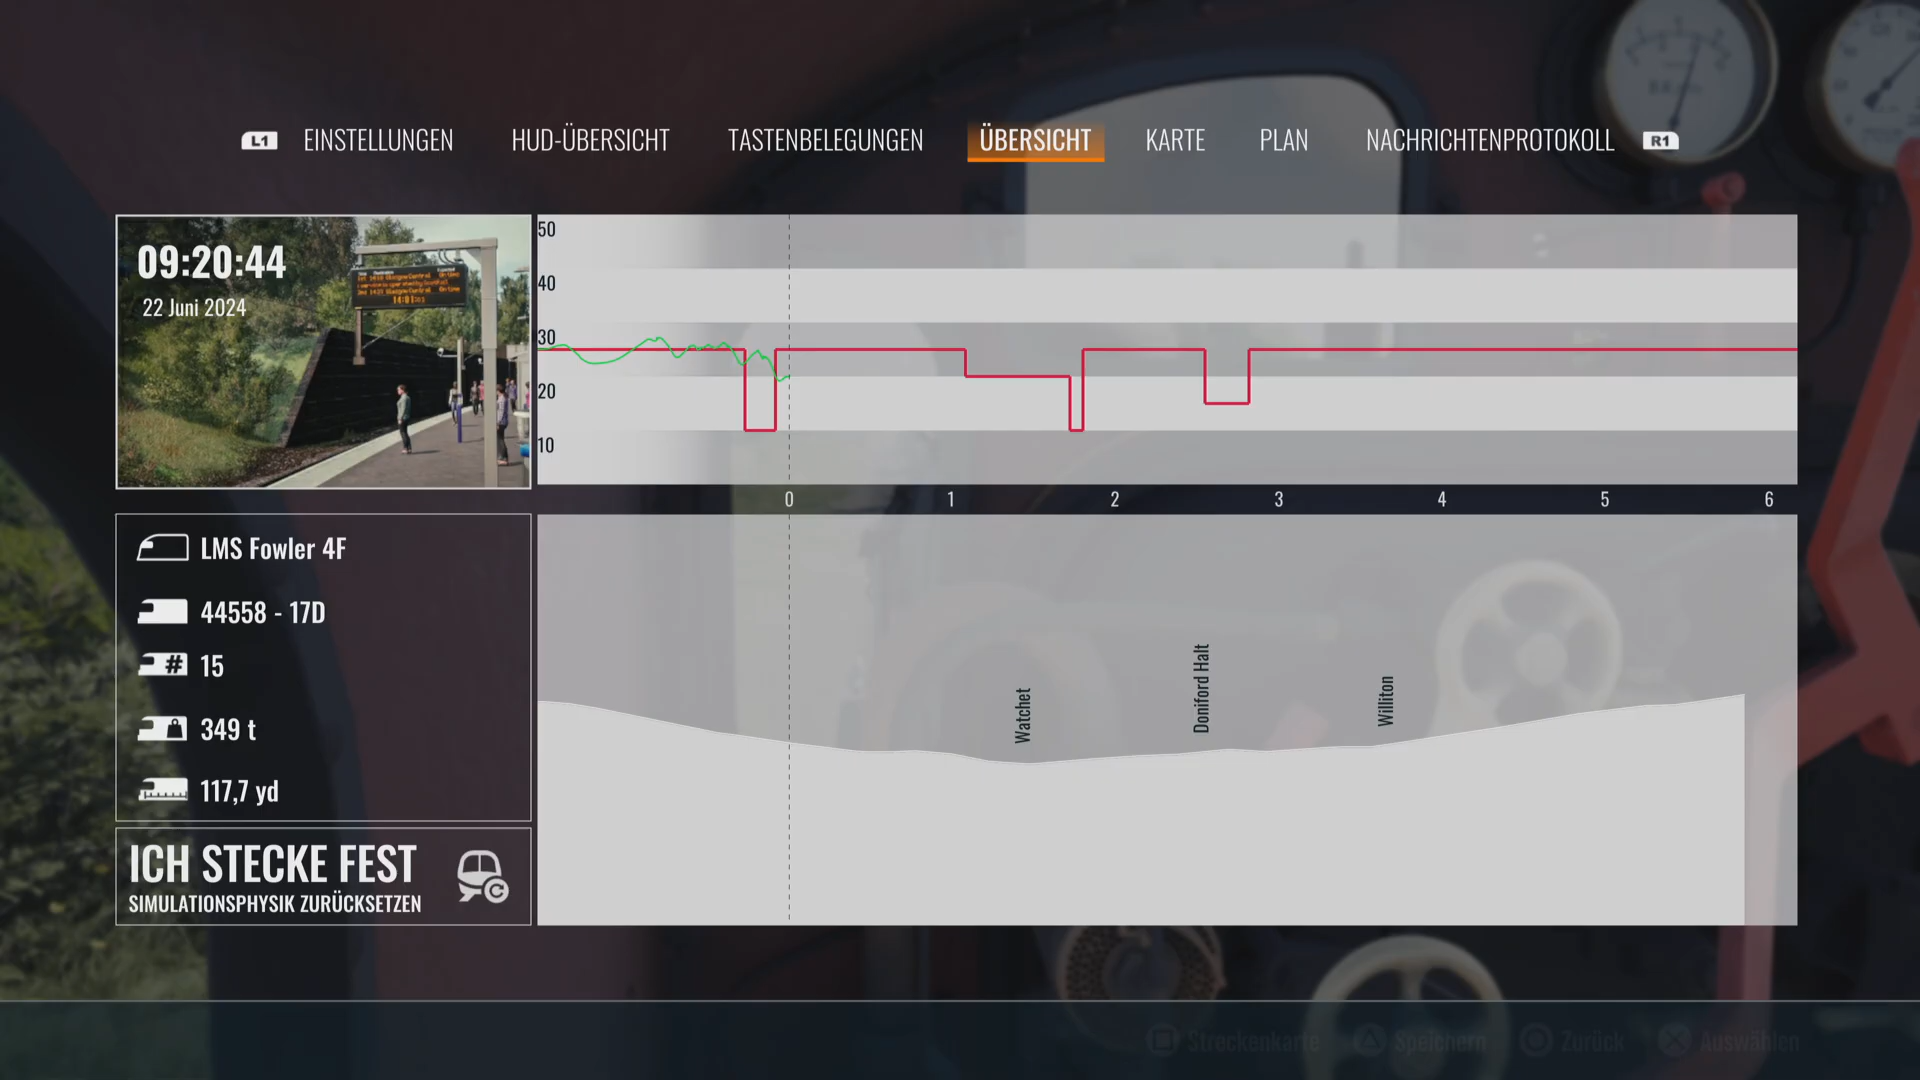 L1 EINSTELLUNGEN HUD-ÜBERSICHT TASTENBELEGUNGEN ÜBERSICHT KARTE PLAN NACHRICHTENPROTOKOLL R1
09:20:44
22 Juni 2024
50
40
30
20
10
0 1 2 3 4 5 6
LMS Fowler 4F
44558 - 17D
# 15
349 t
117,7 yd
Watchet
Doniford Halt
Williton
ICH STECKE FEST
SIMULATIONSPHYSIK ZURÜCKSETZEN
Streckenkarte Speichern Zurück Auswählen